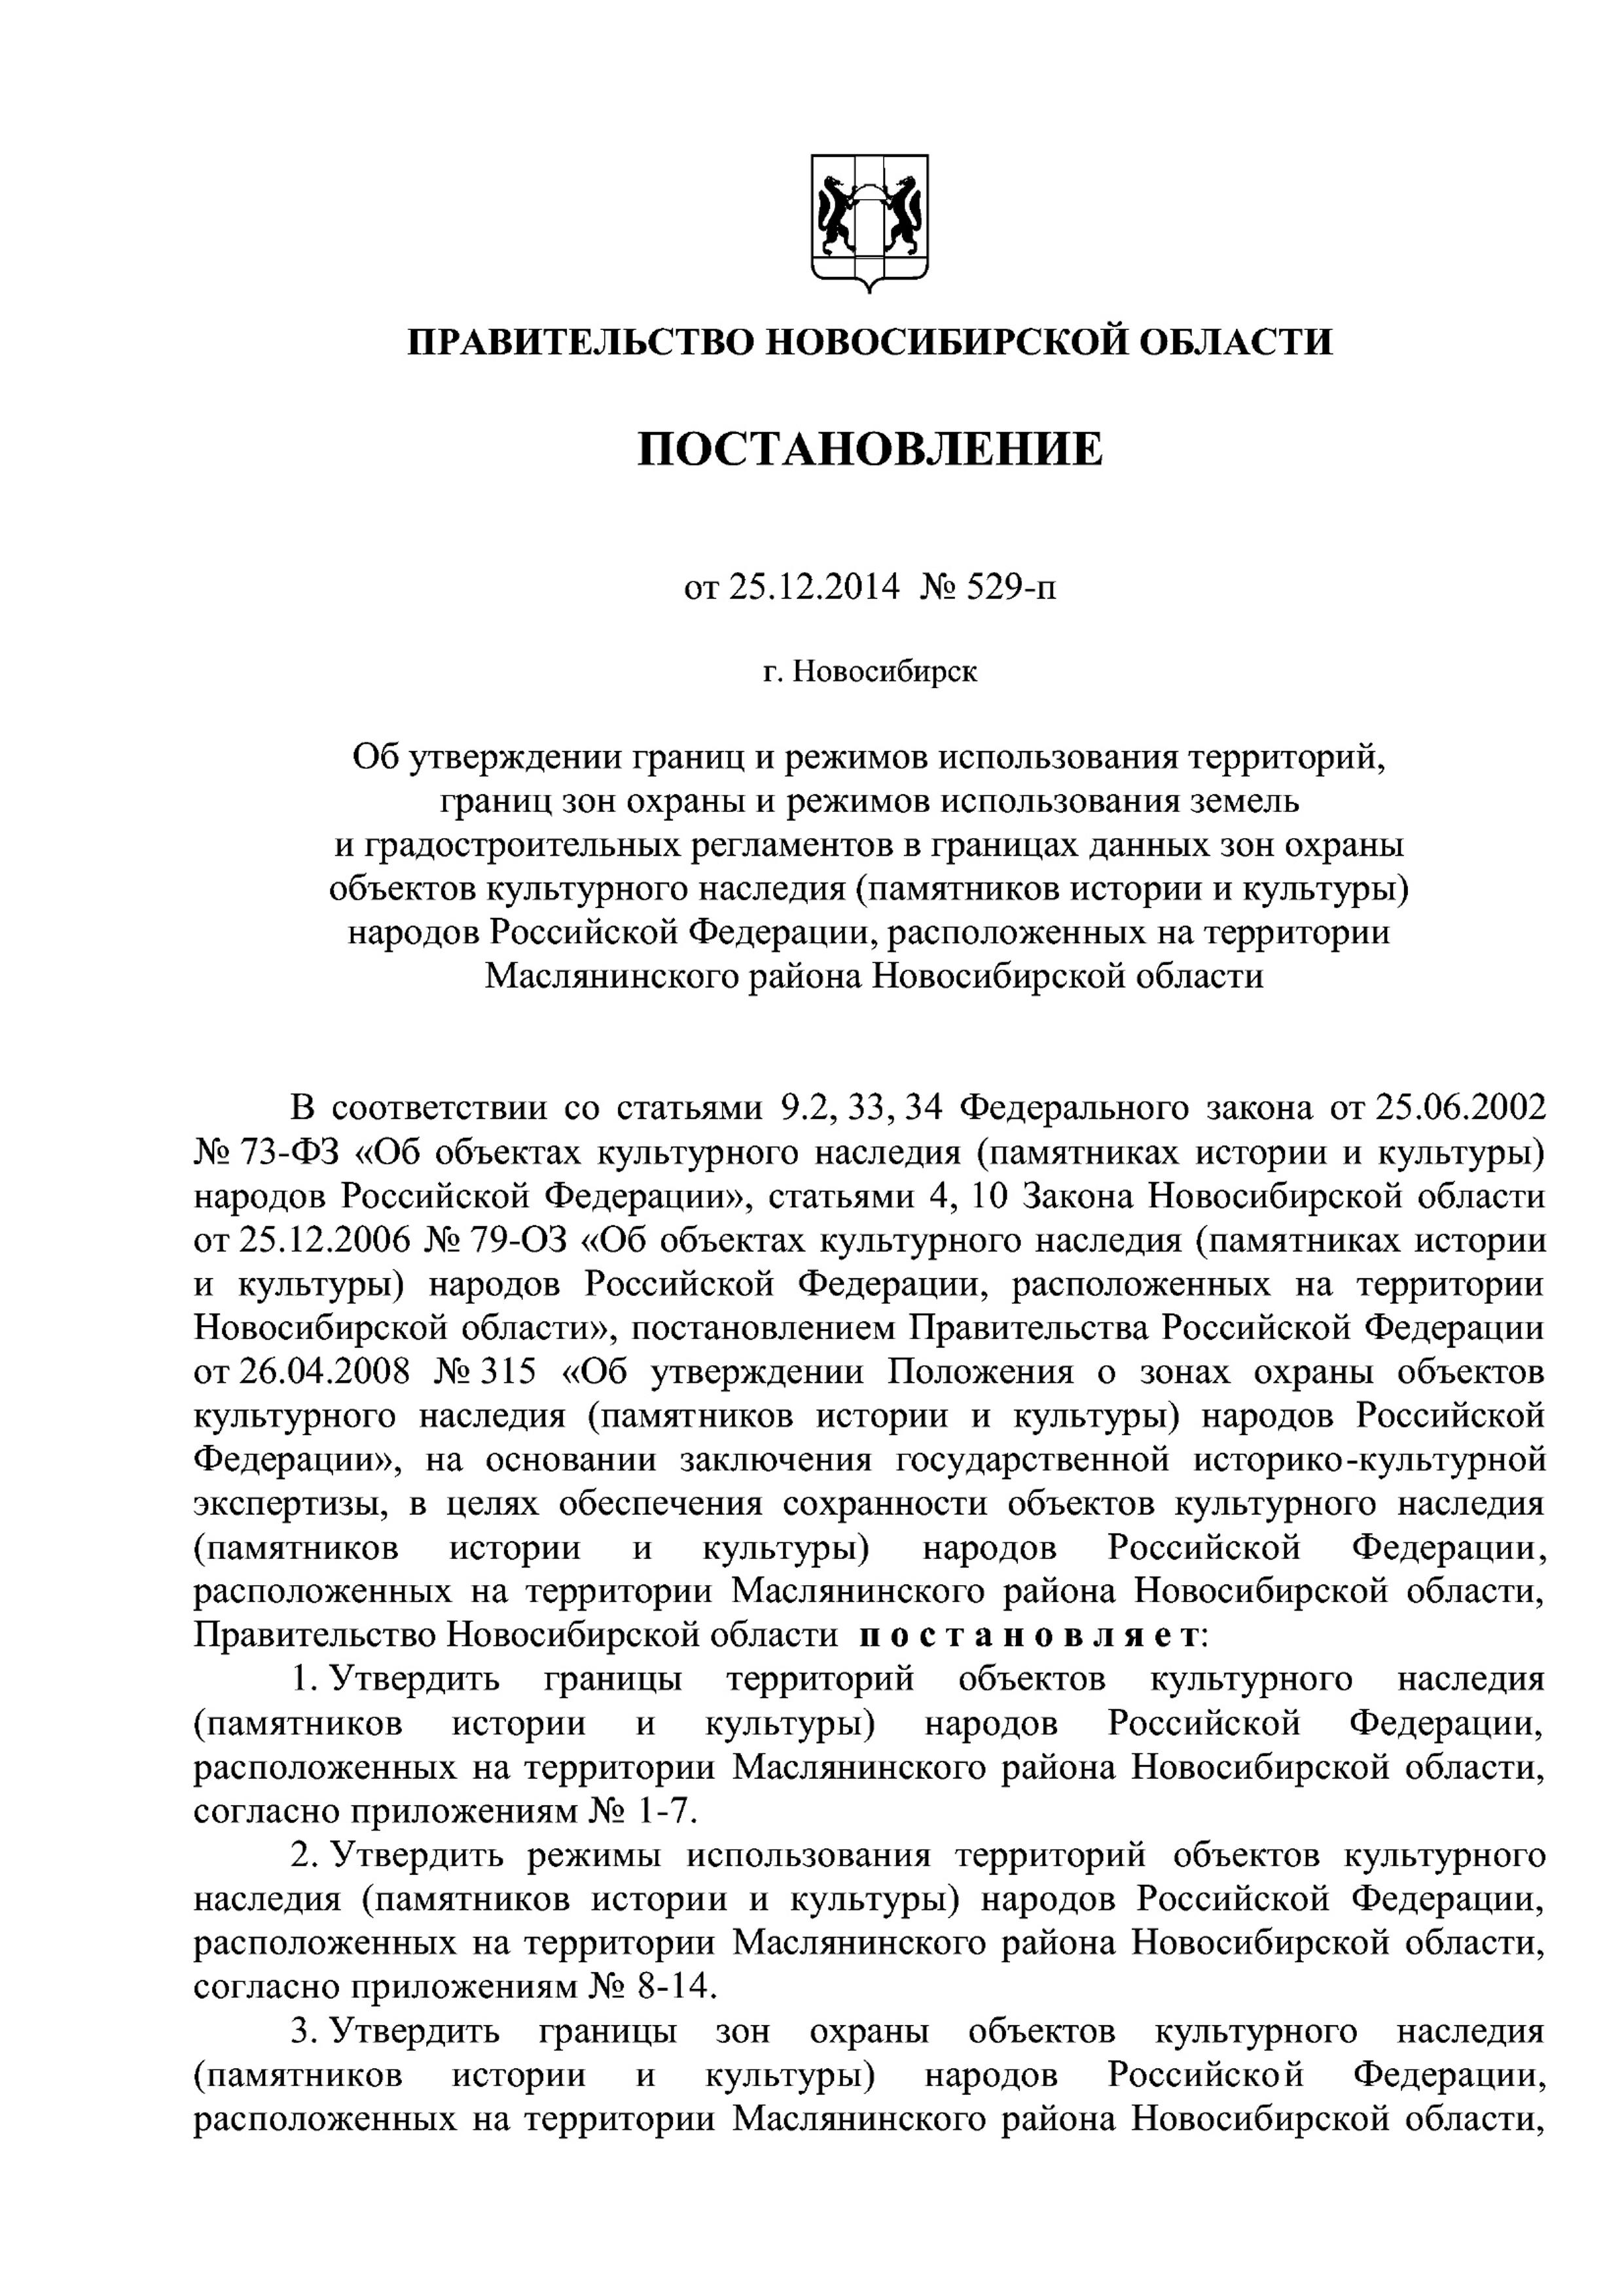 ПРАВИТЕЛЬСТВО НОВОСИБИРСКОЙ ОБЛАСТИ
ПОСТАНОВЛЕНИЕ
от 25.12.2014 № 529-п
г. Новосибирск
Об утверждении границ и режимов использования территорий,
границ зон охраны и режимов использования земель
и градостроительных регламентов в границах данных зон охраны
объектов культурного наследия (памятников истории и культуры)
народов Российской Федерации, расположенных на территории
Маслянинского района Новосибирской области
В соответствии со статьями 9.2, 33, 34 Федерального закона от 25.06.2002
№ 73-ФЗ «Об объектах культурного наследия (памятниках истории и культуры)
народов Российской Федерации», статьями 4, 10 Закона Новосибирской области
от 25.12.2006 № 79-ОЗ «Об объектах культурного наследия (памятниках истории
и культуры) народов Российской Федерации, расположенных на территории
Новосибирской области», постановлением Правительства Российской Федерации
от 26.04.2008 № 315 «Об утверждении Положения о зонах охраны объектов
культурного наследия (памятников истории и культуры) народов Российской
Федерации», на основании заключения государственной историко-культурной
экспертизы, в целях обеспечения сохранности объектов культурного наследия
(памятников истории и культуры) народов Российской Федерации,
расположенных на территории Маслянинского района Новосибирской области,
Правительство Новосибирской области п о с т а н о в л я е т:
1. Утвердить границы территорий объектов культурного наследия
(памятников истории и культуры) народов Российской Федерации,
расположенных на территории Маслянинского района Новосибирской области,
согласно приложениям № 1-7.
2. Утвердить режимы использования территорий объектов культурного
наследия (памятников истории и культуры) народов Российской Федерации,
расположенных на территории Маслянинского района Новосибирской области,
согласно приложениям № 8-14.
3. Утвердить границы зон охраны объектов культурного наследия
(памятников истории и культуры) народов Российской Федерации,
расположенных на территории Маслянинского района Новосибирской области,